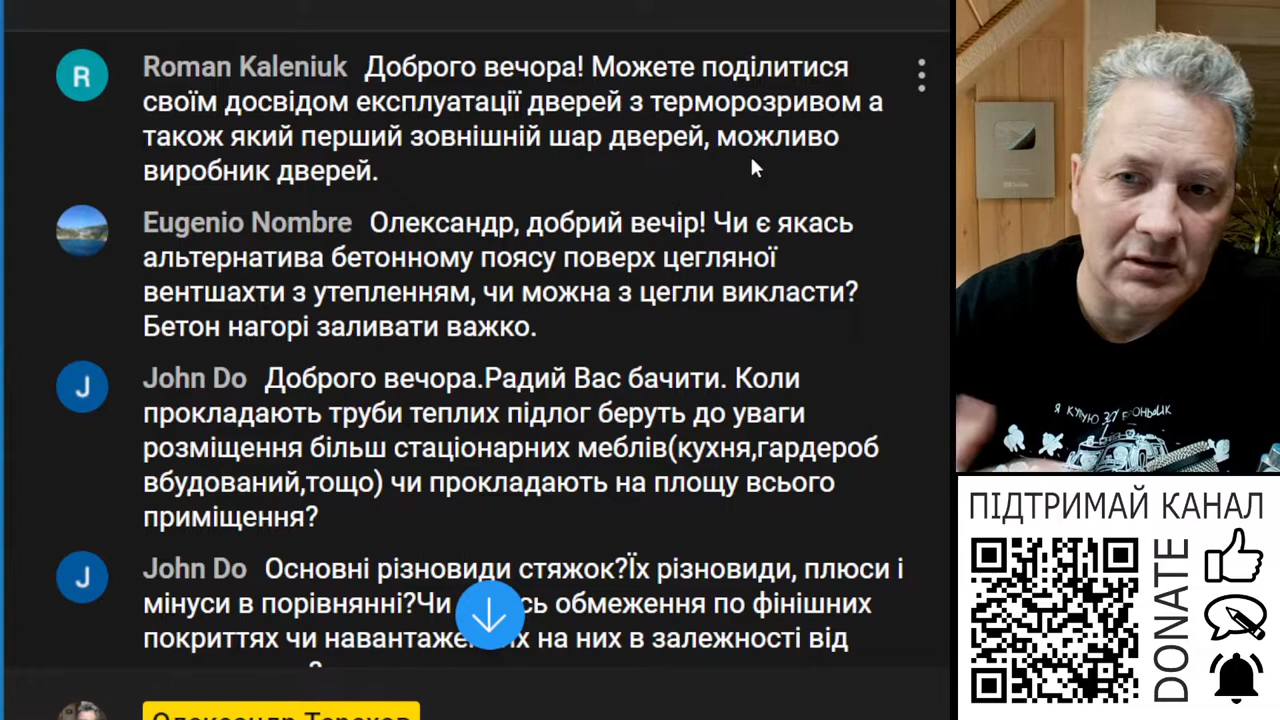 Roman Kaleniuk Доброго вечора! Можете поділитися
своїм досвідом експлуатації дверей з терморозривом а
також який перший зовнішній шар дверей, можливо
виробник дверей.
Eugenio Nombre Олександр, добрий вечір! Чи є якась
альтернатива бетонному поясу поверх цегляної
вентшахти з утепленням, чи можна з цегли викласти?
Бетон нагорі заливати важко.
John Do Доброго вечора.Радий Вас бачити. Коли
прокладають труби теплих підлог беруть до уваги
розміщення більш стаціонарних меблів(кухня,гардероб
вбудований,тощо) чи прокладають на площу всього
приміщення?
John Do Основні різновиди стяжок?Їх різновиди, плюси і
мінуси в порівнянні?Чи обмеження по фінішних
покриттях чи на них в залежності від
Олександр Терехов
R
J
J
Я КУПУЮ
ПІДТРИМАЙ КАНАЛ
DONATE